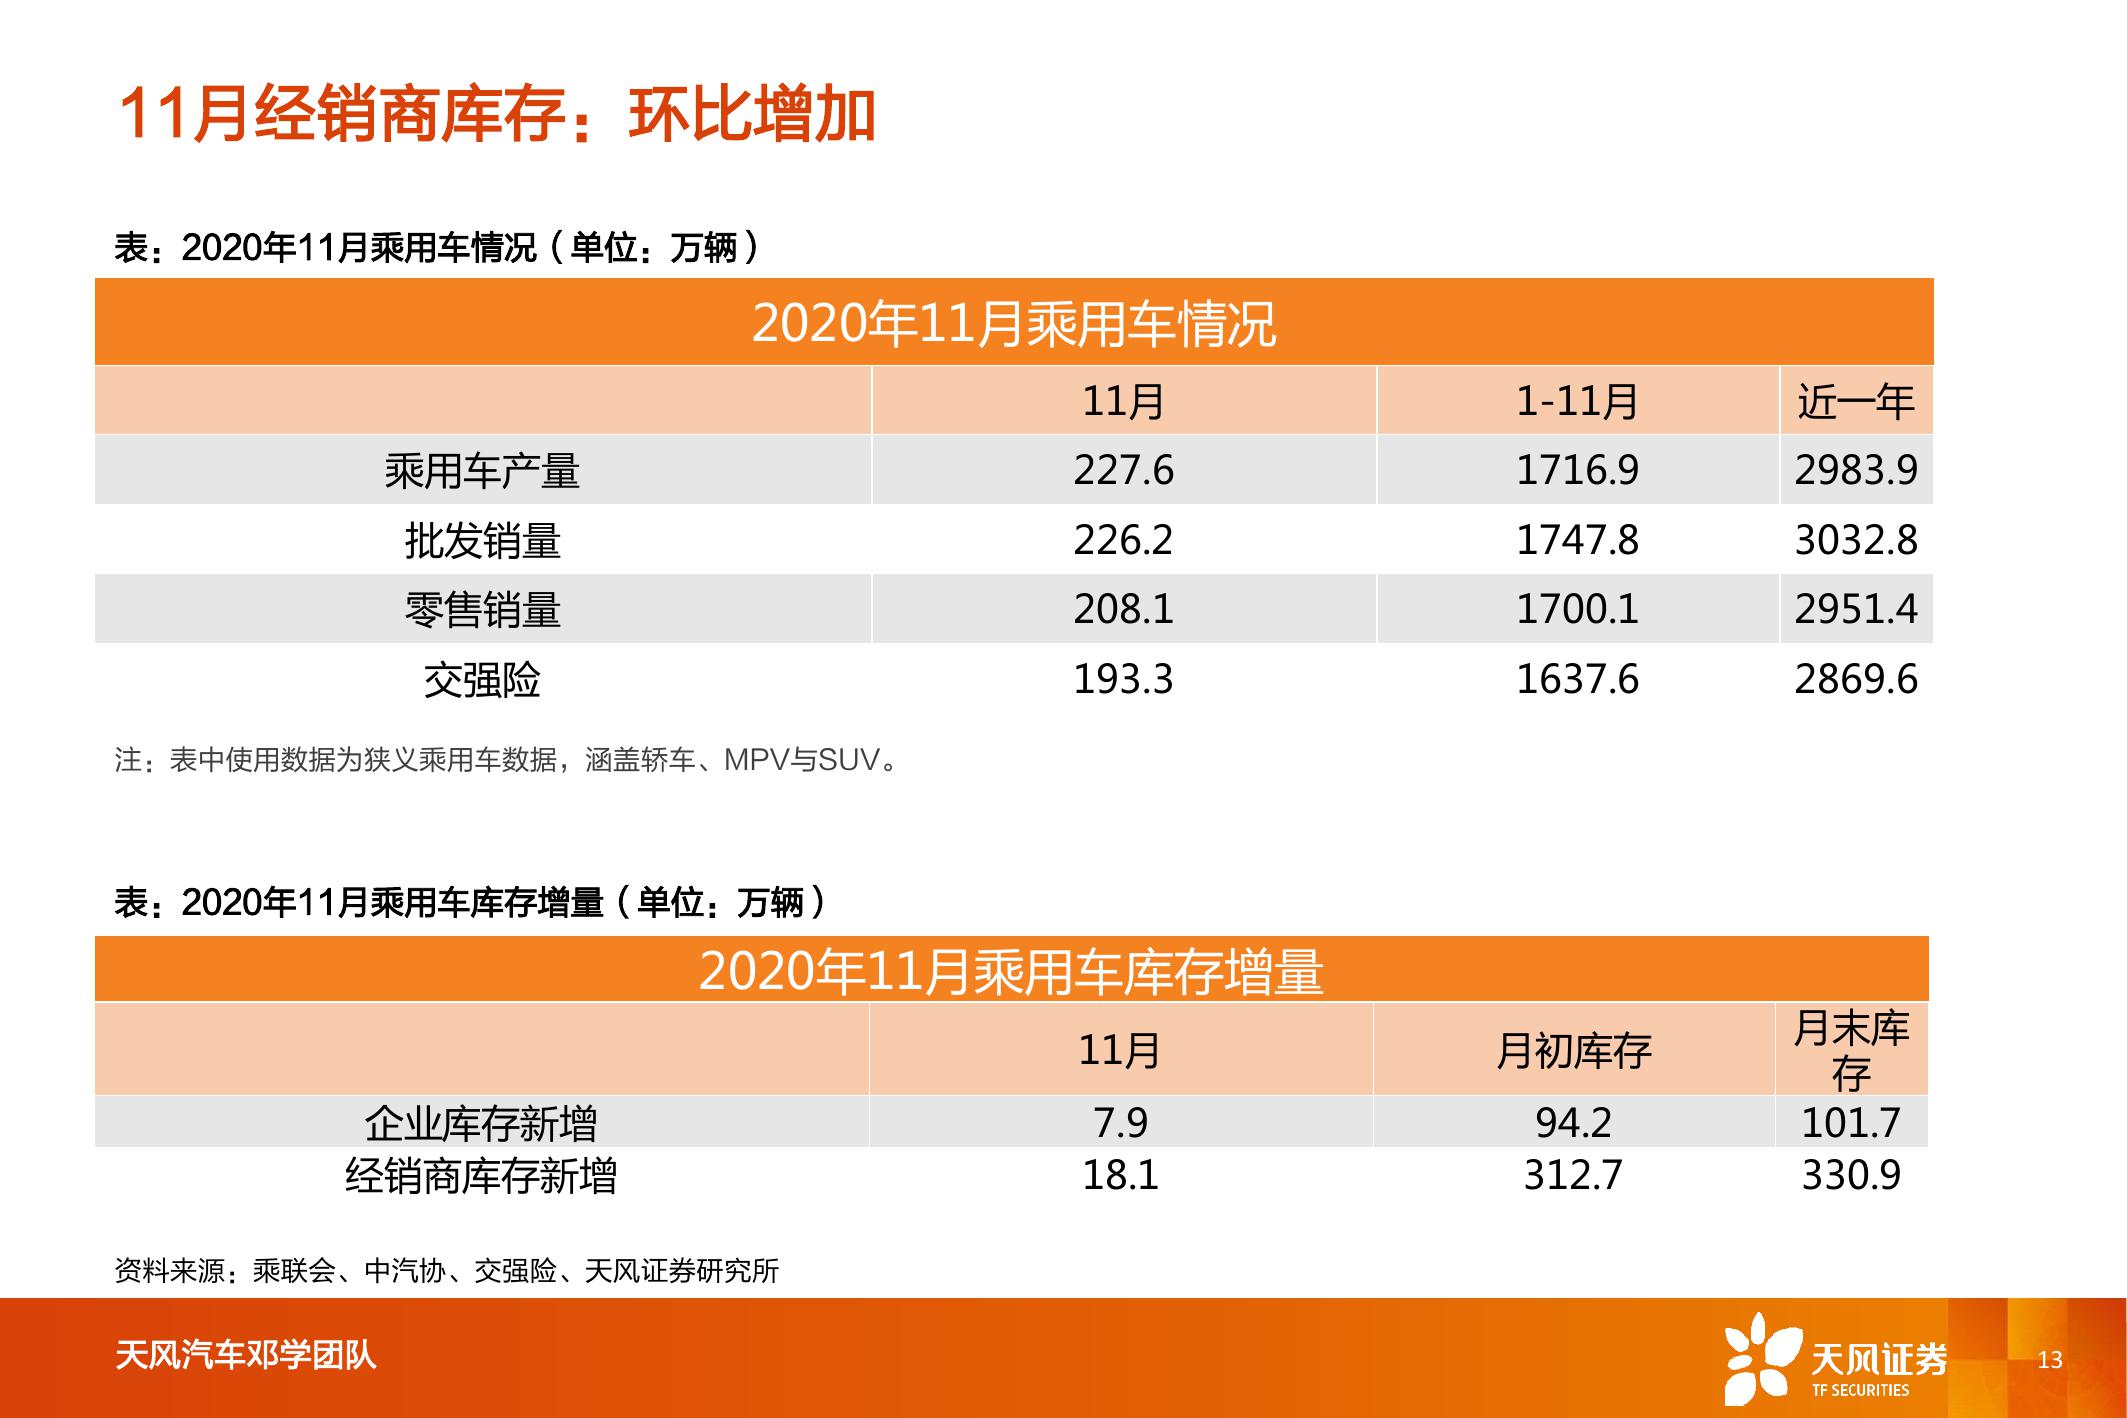 11月经销商库存：环比增加
表：2020年11月乘用车情况（单位：万辆）
2020年11月乘用车情况
11月 1-11月 近一年
乘用车产量 227.6 1716.9 2983.9
批发销量 226.2 1747.8 3032.8
零售销量 208.1 1700.1 2951.4
交强险 193.3 1637.6 2869.6
注：表中使用数据为狭义乘用车数据，涵盖轿车、MPV与SUV。
表：2020年11月乘用车库存增量（单位：万辆）
2020年11月乘用车库存增量
11月 月初库存 月末库
存
企业库存新增 7.9 94.2 101.7
经销商库存新增 18.1 312.7 330.9
资料来源：乘联会、中汽协、交强险、天风证券研究所
天风汽车邓学团队
天风证券
TF SECURITIES
13